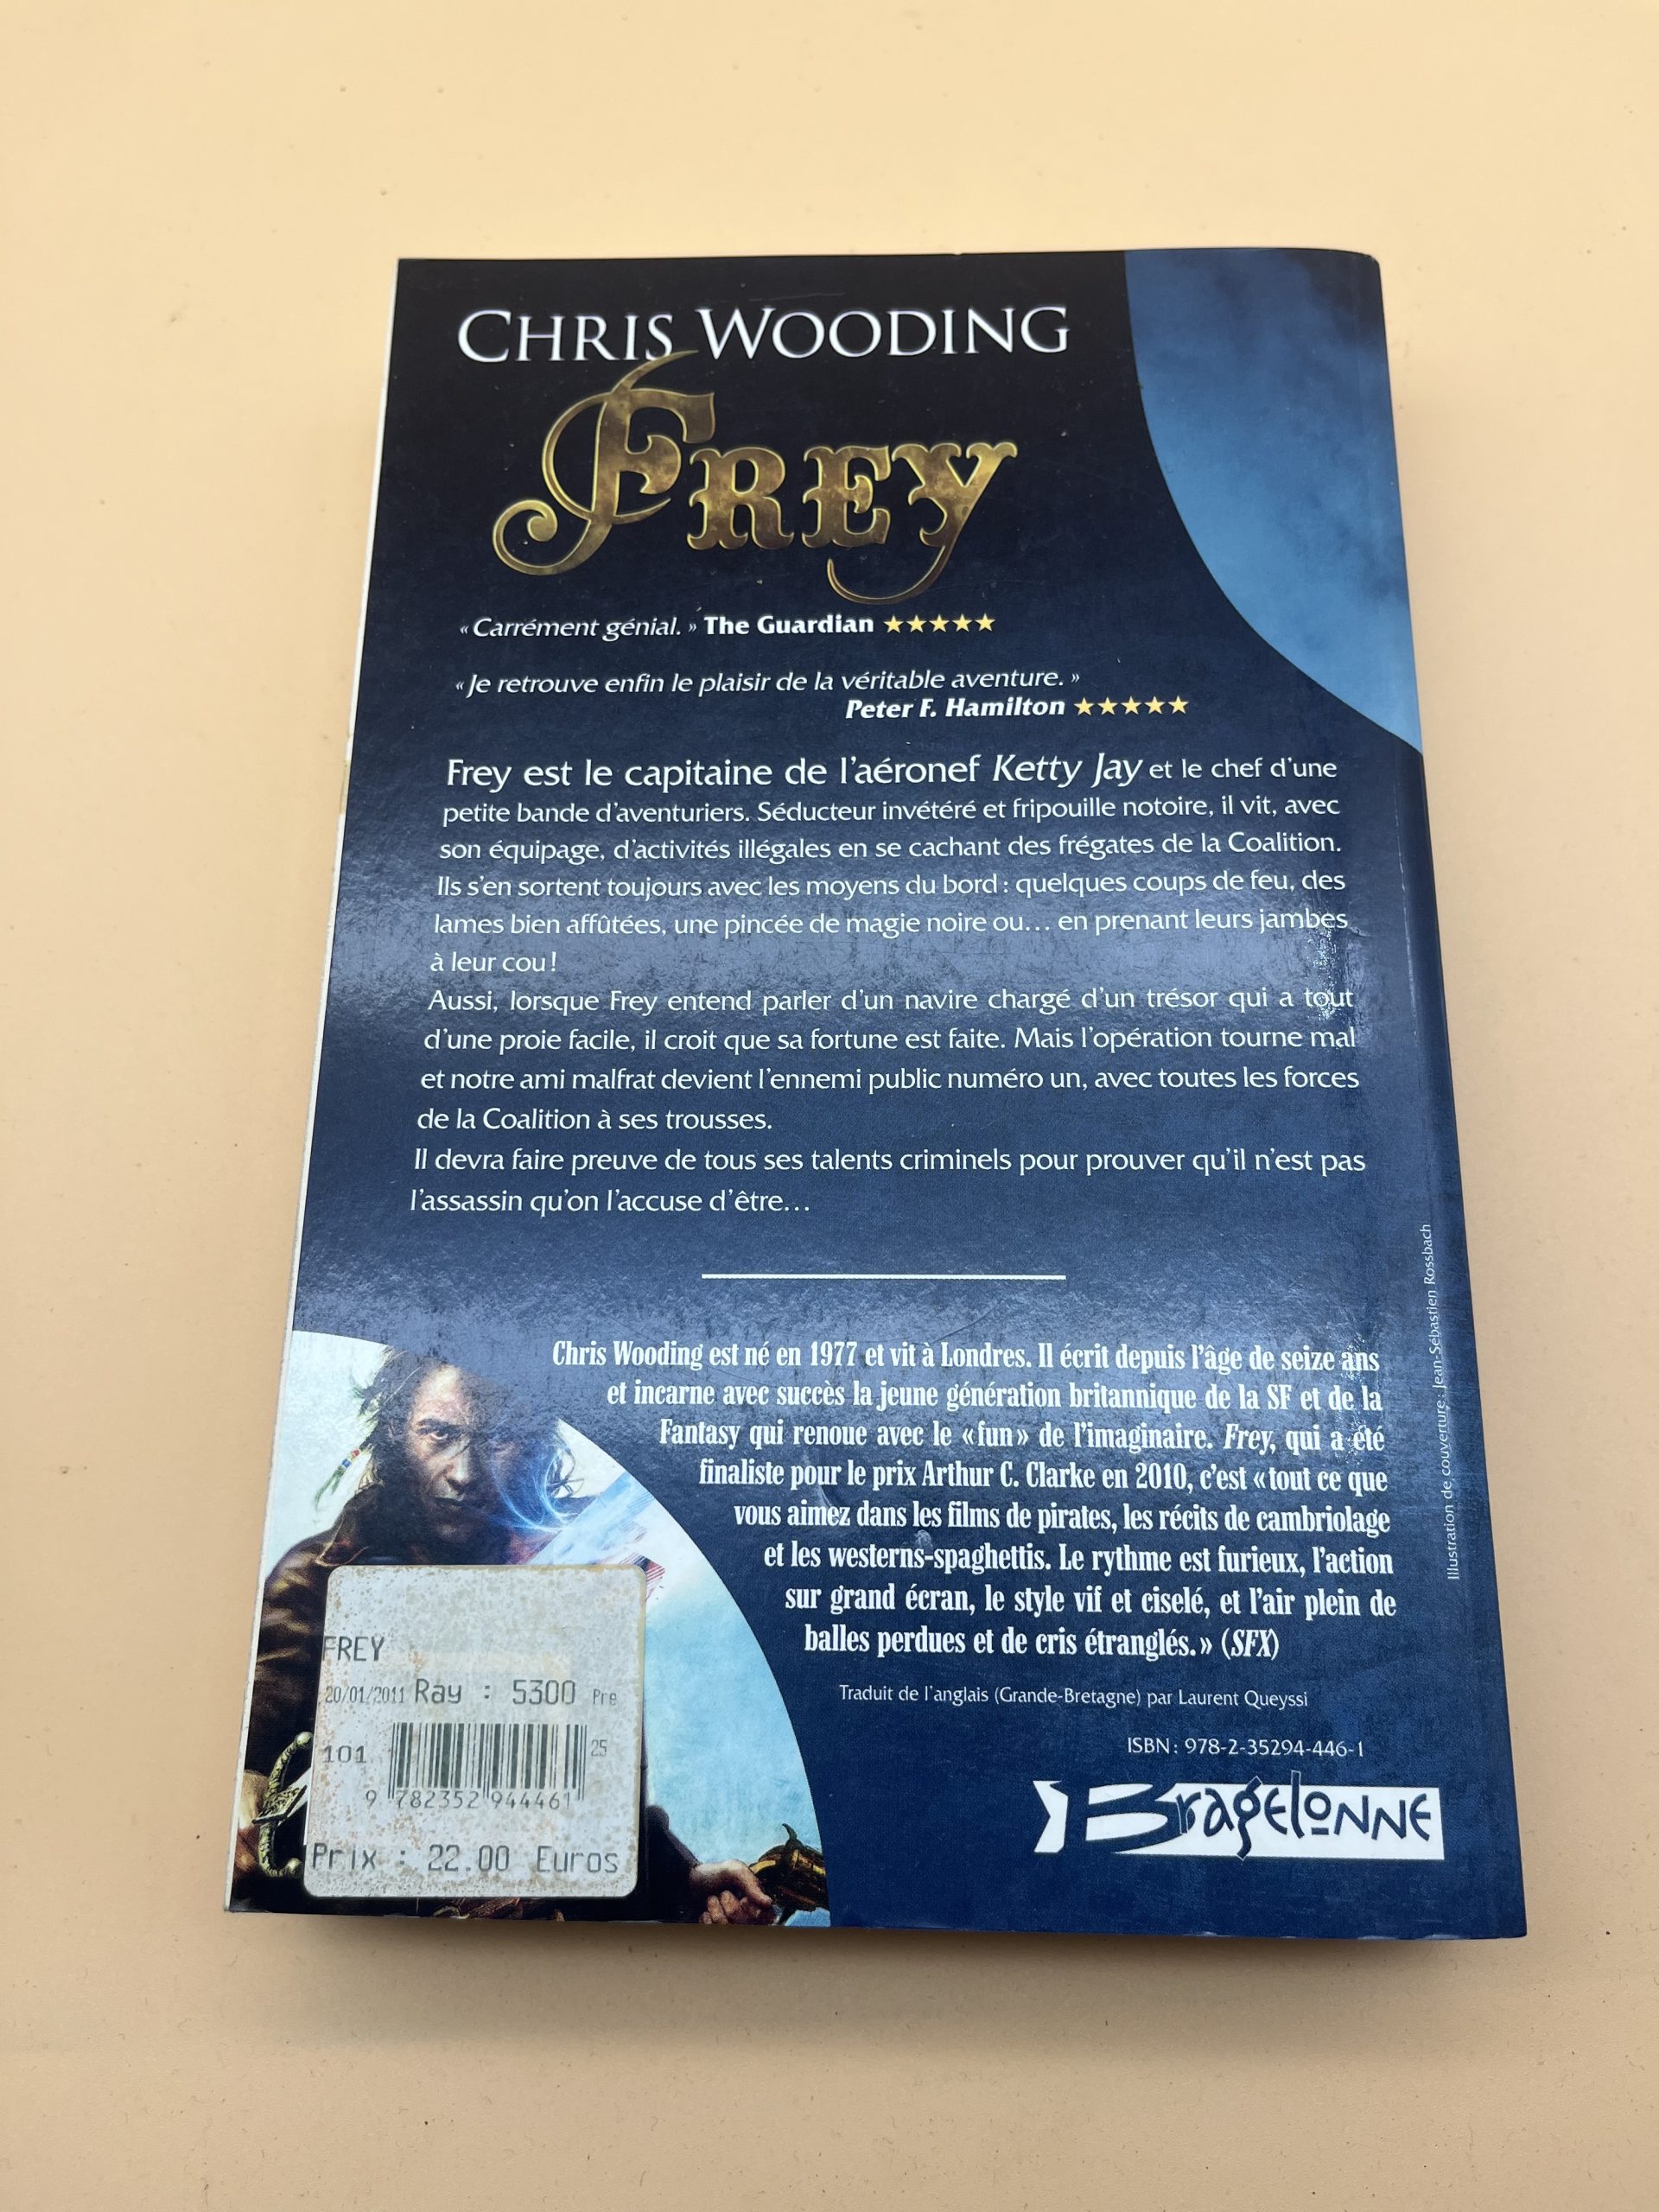 CHRIS WOODING
FREY
« Carrément génial. » The Guardian ★★★★★
« Je retrouve enfin le plaisir de la véritable aventure. »
Peter F. Hamilton ★★★★★
Frey est le capitaine de l'aéronef Ketty Jay et le chef d'une
petite bande d'aventuriers. Séducteur invétéré et fripouille notoire, il vit, avec
son équipage, d'activités illégales en se cachant des frégates de la Coalition.
Ils s'en sortent toujours avec les moyens du bord : quelques coups de feu, des
lames bien affûtées, une pincée de magie noire ou... en prenant leurs jambes
à leur cou !
Aussi, lorsque Frey entend parler d'un navire chargé d'un trésor qui a tout
d'une proie facile, il croit que sa fortune est faite. Mais l'opération tourne mal
et notre ami malfrat devient l'ennemi public numéro un, avec toutes les forces
de la Coalition à ses trousses.
Il devra faire preuve de tous ses talents criminels pour prouver qu'il n'est pas
l'assassin qu'on l'accuse d'être...
Chris Wooding est né en 1977 et vit à Londres. Il écrit depuis l'âge de seize ans
et incarne avec succès la jeune génération britannique de la SF et de la
Fantasy qui renoue avec le « fun » de l'imaginaire. Frey, qui a été
finaliste pour le prix Arthur C. Clarke en 2010, c'est « tout ce que
vous aimez dans les films de pirates, les récits de cambriolage
et les westerns-spaghettis. Le rythme est furieux, l'action
sur grand écran, le style vif et ciselé, et l'air plein de
balles perdues et de cris étranglés. » (SFX)
Traduit de l'anglais (Grande-Bretagne) par Laurent Queyssi
ISBN : 978-2-35294-446-1
BRAGELONNE
Illustration de couverture : Jean-Sébastien Rossbach
FREY
20/01/2011 Ray : 5300 Pre
101 25
9 782352 944461
Prix : 22.00 Euros